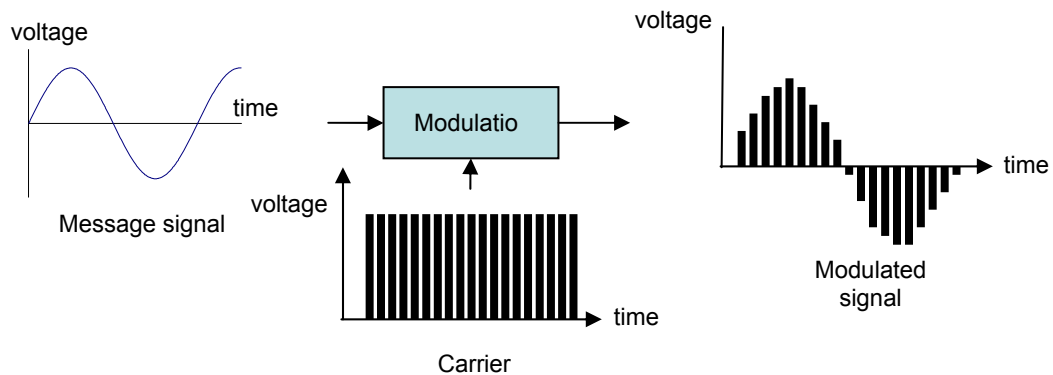 voltage
time
Message signal
Modulatio
voltage
time
Carrier
voltage
time
Modulated
signal